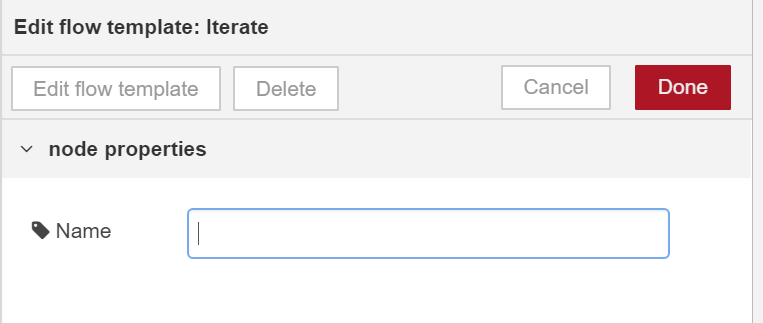 Edit flow template: Iterate
Edit flow template Delete Cancel Done
node properties
Name